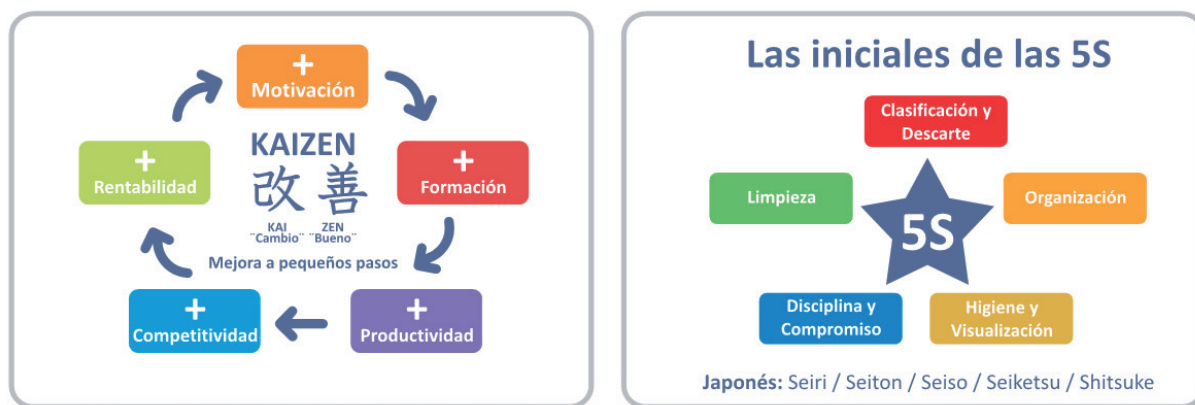 +
Motivación
+
Rentabilidad
KAIZEN
改善
KAI ZEN
¨Cambio¨ ¨Bueno¨
Mejora a pequeños pasos
+
Formación
+
Competitividad
+
Productividad
Las iniciales de las 5S
Clasificación y
Descarte
Limpieza
Organización
5S
Disciplina y
Compromiso
Higiene y
Visualización
Japonés: Seiri / Seiton / Seiso / Seiketsu / Shitsuke